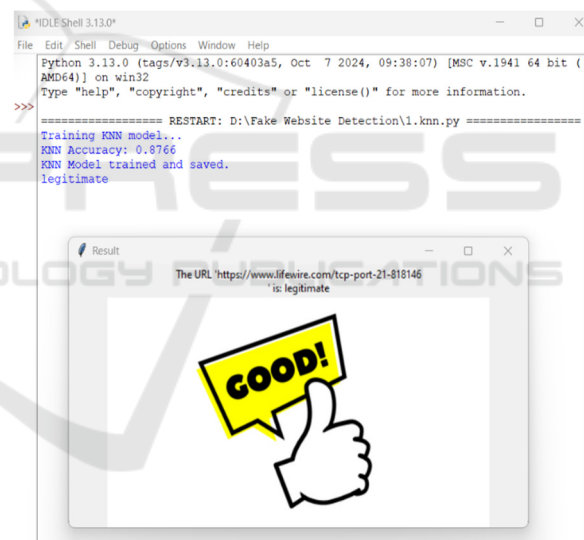 *IDLE Shell 3.13.0*
File Edit Shell Debug Options Window Help
Python 3.13.0 (tags/v3.13.0:60403a5, Oct 7 2024, 09:38:07) [MSC v.1941 64 bit (
AMD64)] on win32
Type "help", "copyright", "credits" or "license()" for more information.
>>>
================== RESTART: D:\Fake Website Detection\1.knn.py =================
Training KNN model...
KNN Accuracy: 0.8766
KNN Model trained and saved.
legitimate
PRESS
Result
OLOGY PUBLICATIONS
The URL 'https://www.lifewire.com/tcp-port-21-818146
' is: legitimate
GOOD!